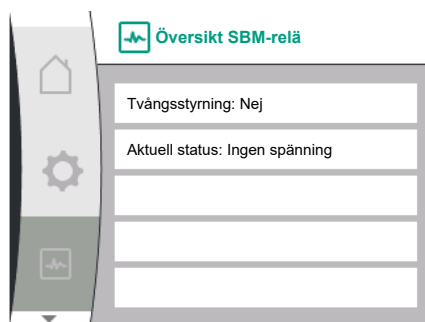 Översikt SBM-relä
Tvångsstyrning: Nej
Aktuell status: Ingen spänning